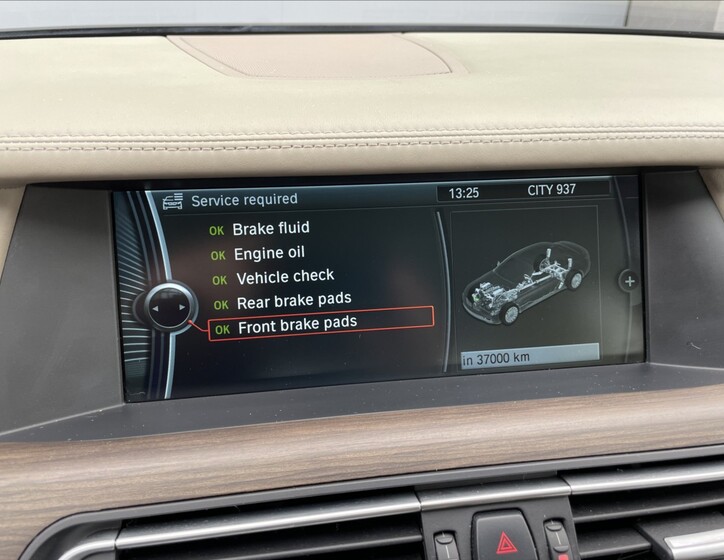 Service required
13:25
CITY 937
OK Brake fluid
OK Engine oil
OK Vehicle check
OK Rear brake pads
OK Front brake pads
in 37000 km